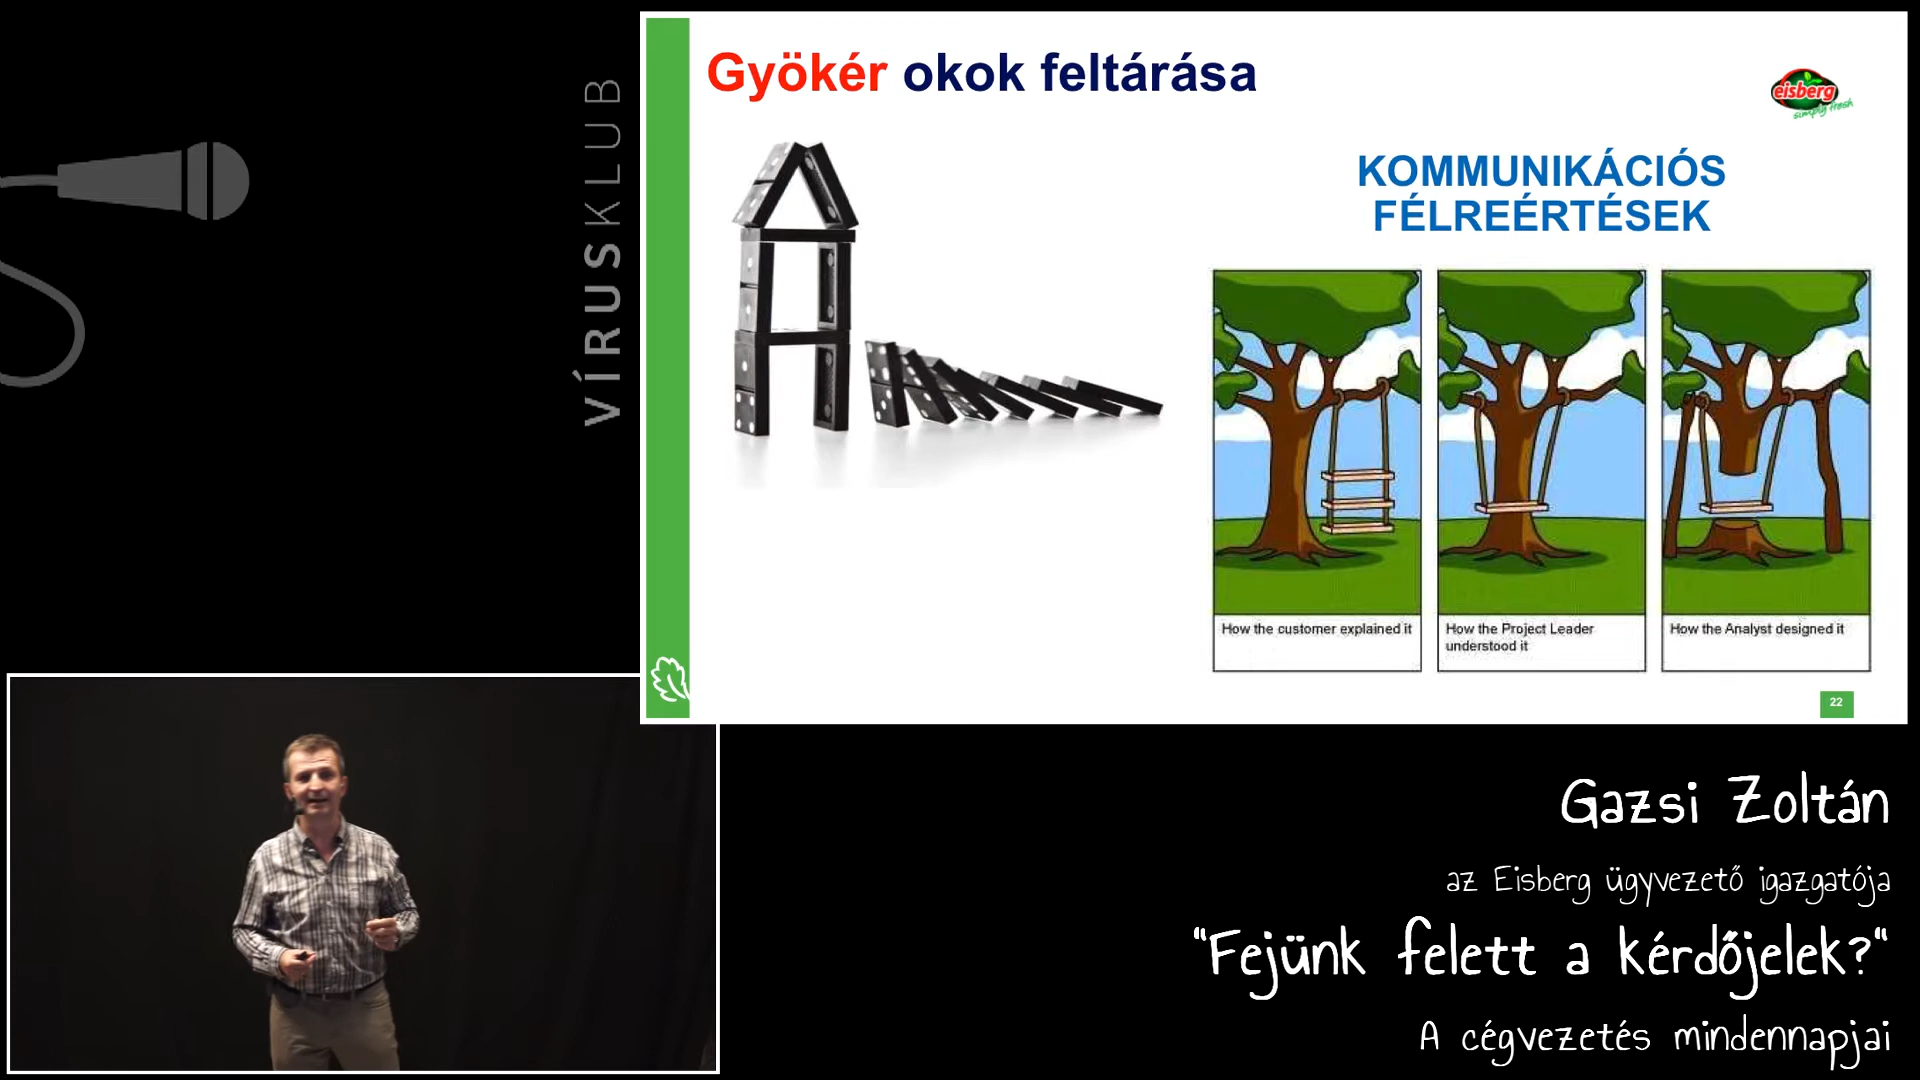 VÍRUSKLUB
Gyökér okok feltárása
eisberg
simply fresh
KOMMUNIKÁCIÓS
FÉLREÉRTÉSEK
How the customer explained it
How the Project Leader
understood it
How the Analyst designed it
22
Gazsi Zoltán
az Eisberg ügyvezető igazgatója
"Fejünk felett a kérdőjelek?"
A cégvezetés mindennapjai